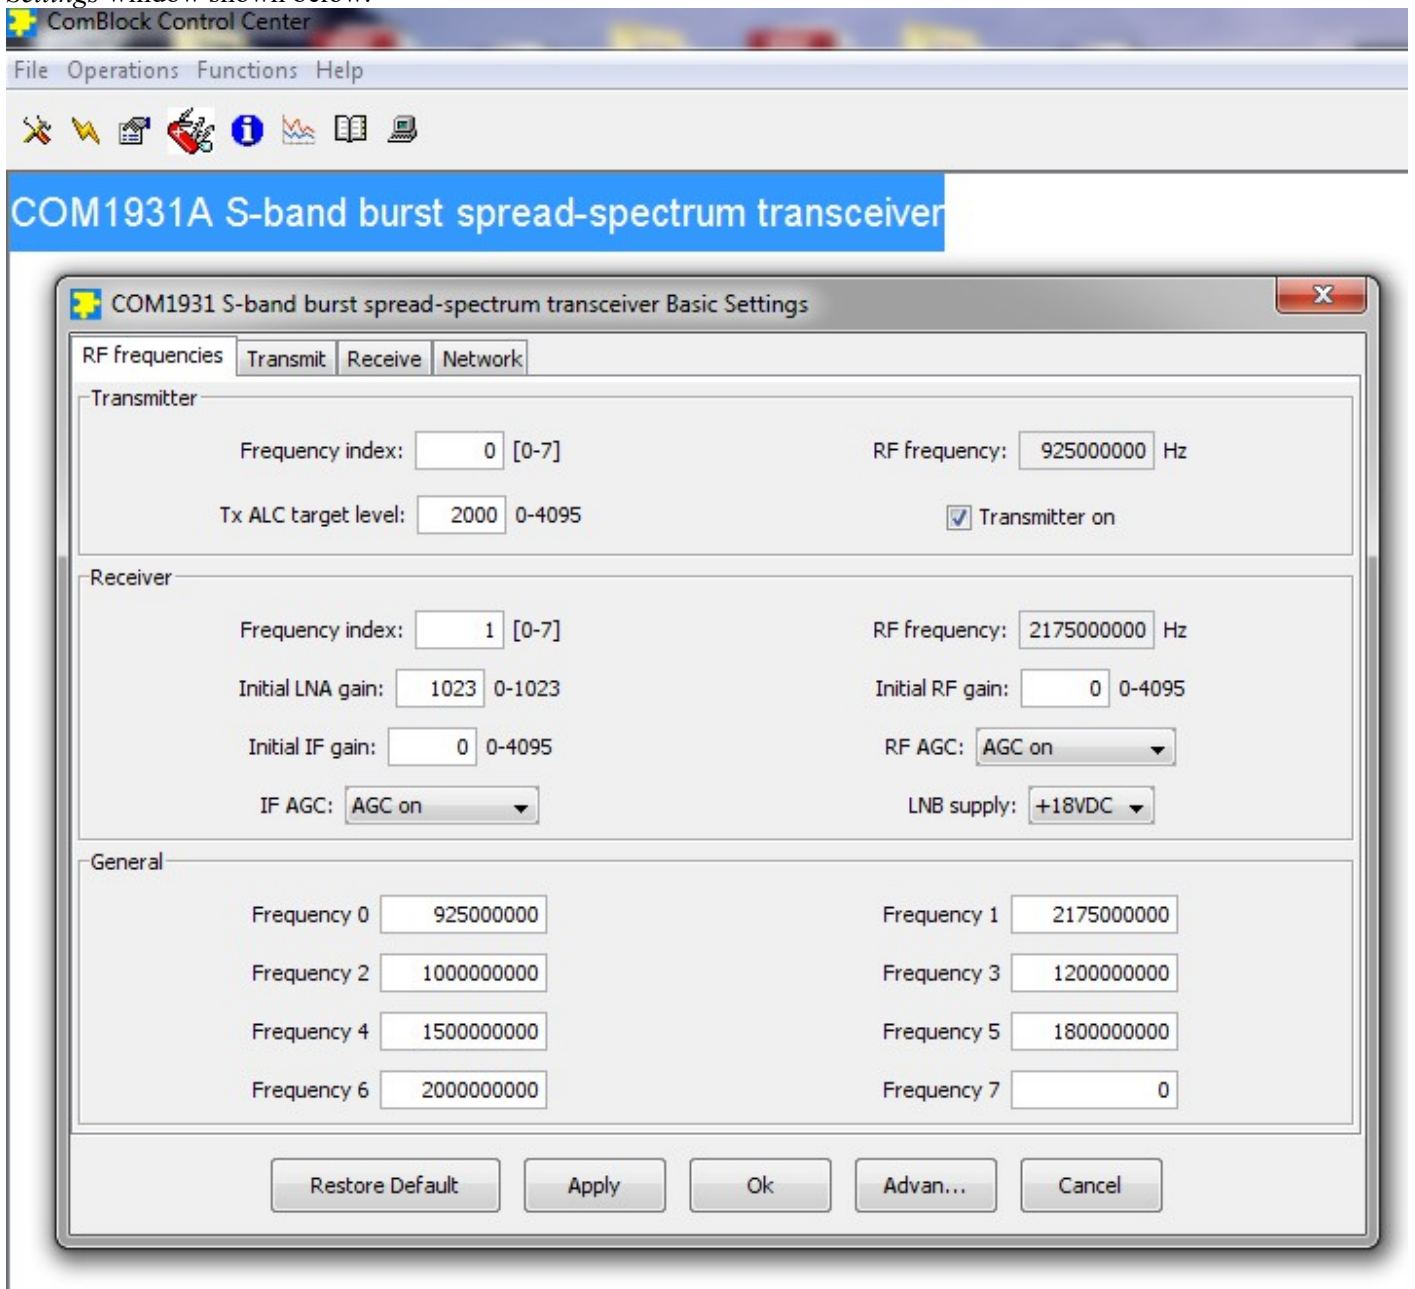 Settings window shown below.
ComBlock Control Center
File Operations Functions Help
COM1931A S-band burst spread-spectrum transceiver
COM1931 S-band burst spread-spectrum transceiver Basic Settings
RF frequencies Transmit Receive Network
Transmitter
Frequency index: 0 [0-7] RF frequency: 925000000 Hz
Tx ALC target level: 2000 0-4095 Transmitter on
Receiver
Frequency index: 1 [0-7] RF frequency: 2175000000 Hz
Initial LNA gain: 1023 0-1023 Initial RF gain: 0 0-4095
Initial IF gain: 0 0-4095 RF AGC: AGC on
IF AGC: AGC on LNB supply: +18VDC
General
Frequency 0 925000000 Frequency 1 2175000000
Frequency 2 1000000000 Frequency 3 1200000000
Frequency 4 1500000000 Frequency 5 1800000000
Frequency 6 2000000000 Frequency 7 0
Restore Default Apply Ok Advan... Cancel